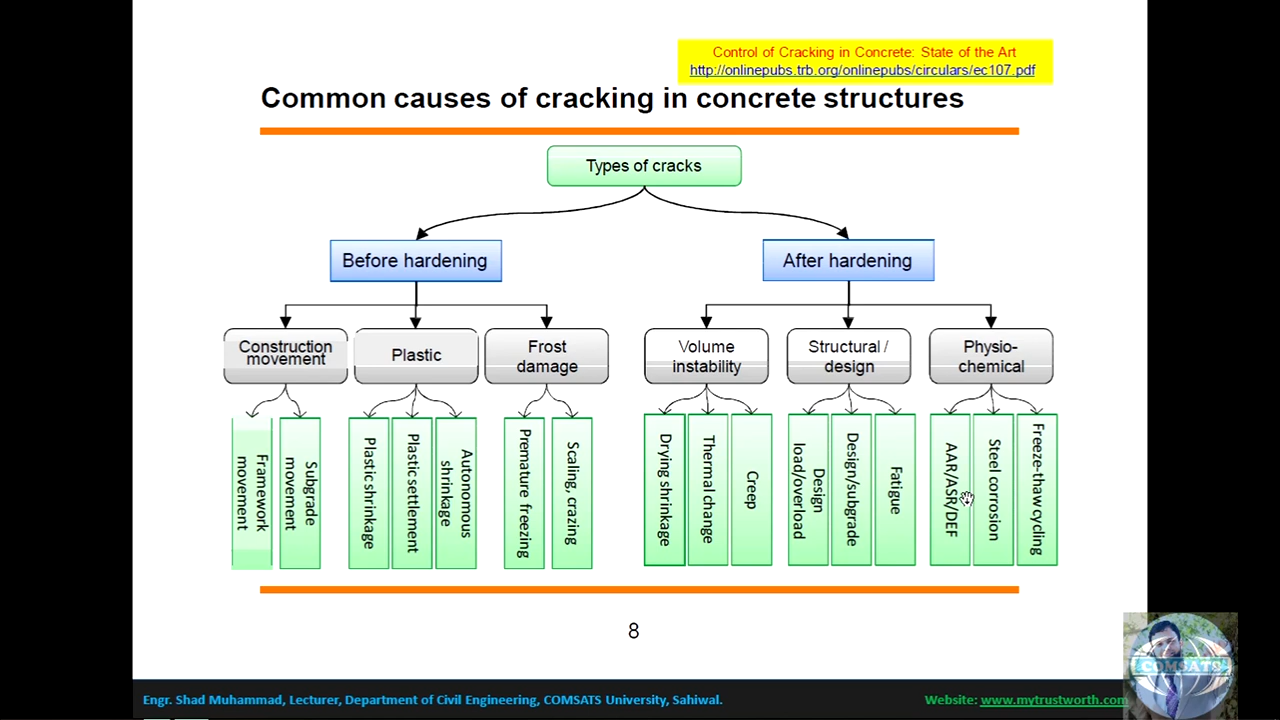 Control of Cracking in Concrete: State of the Art
http://onlinepubs.trb.org/onlinepubs/circulars/ec107.pdf
Common causes of cracking in concrete structures
Types of cracks
Before hardening
After hardening
Construction
movement
Plastic
Frost
damage
Volume
instability
Structural /
design
Physio-
chemical
Framework
movement
Subgrade
movement
Plastic shrinkage
Plastic settlement
Autonomous
shrinkage
Premature freezing
Scaling, crazing
Drying shrinkage
Thermal change
Creep
Design
load/overload
Design/subgrade
Fatigue
AAR/ASR/DEF
Steel corrosion
Freeze-thaw cycling
8
COMSATS
Engr. Shad Muhammad, Lecturer, Department of Civil Engineering, COMSATS University, Sahiwal.
Website: www.mytrustworth.com